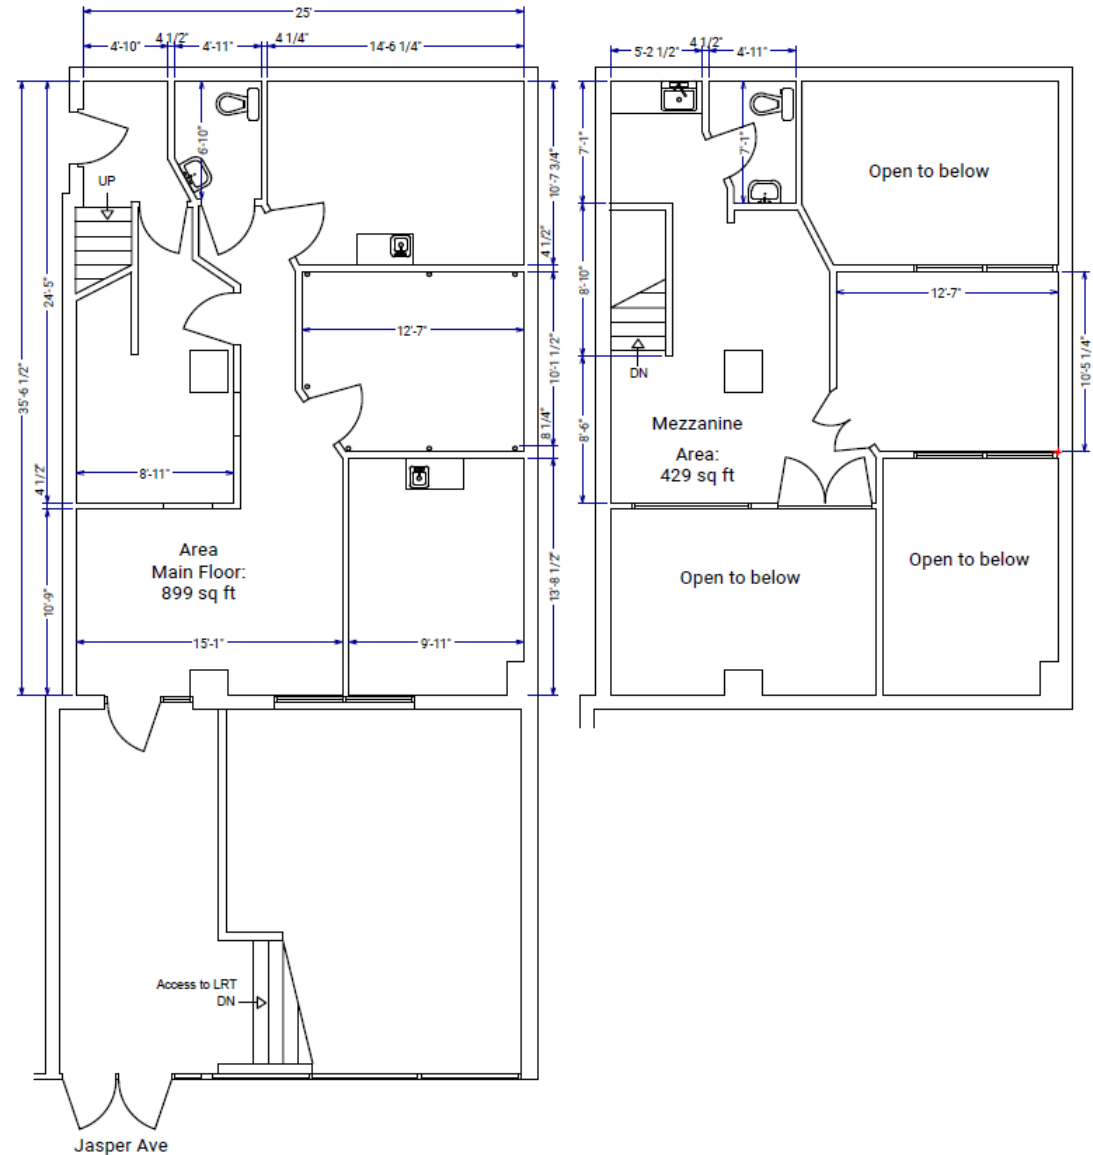 25'
4'-10"
4 1/2"
4'-11"
4 1/4"
14'-6 1/4"
6'-10"
UP
24'-5"
35'-6 1/2"
10'-7 3/4"
4 1/2"
12'-7"
10'-1 1/2"
8 1/4"
8'-11"
4 1/2"
Area
Main Floor:
899 sq ft
10'-9"
13'-8 1/2"
15'-1"
9'-11"
Access to LRT
DN
Jasper Ave
5'-2 1/2"
4 1/2"
4'-11"
7'-1"
7'-1"
Open to below
8'-10"
12'-7"
DN
10'-5 1/4"
8'-6"
Mezzanine
Area:
429 sq ft
Open to below
Open to below